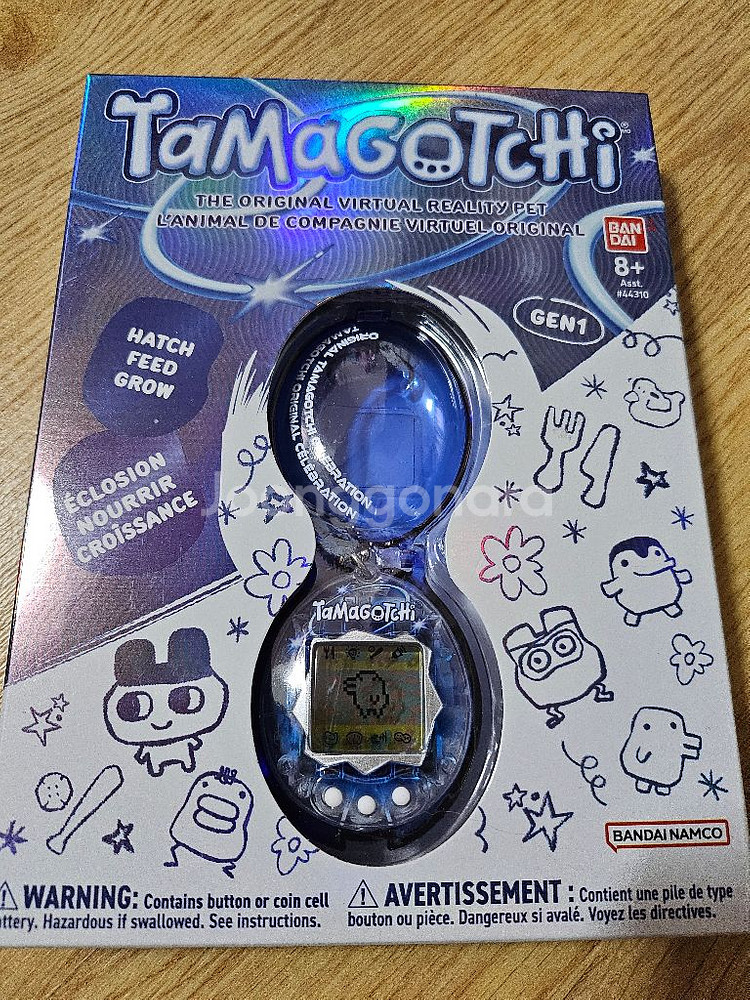 TaMaGoTCHi
THE ORIGINAL VIRTUAL REALITY PET
L'ANIMAL DE COMPAGNIE VIRTUEL ORIGINAL
BAN
DAI
8+
Asst.
#44310
GEN1
HATCH
FEED
GROW
ÉCLOSION
NOURRIR
CROISSANCE
ORIGINAL TAMAGOTCHI CELEBRATION
TAMAGOTCHI ORIGINAL CÉLÉBRATION
Joonggonara
TaMaGoTCHi
BANDAI NAMCO
WARNING: Contains button or coin cell
attery. Hazardous if swallowed. See instructions.
AVERTISSEMENT : Contient une pile de type
bouton ou pièce. Dangereux si avalé. Voyez les directives.